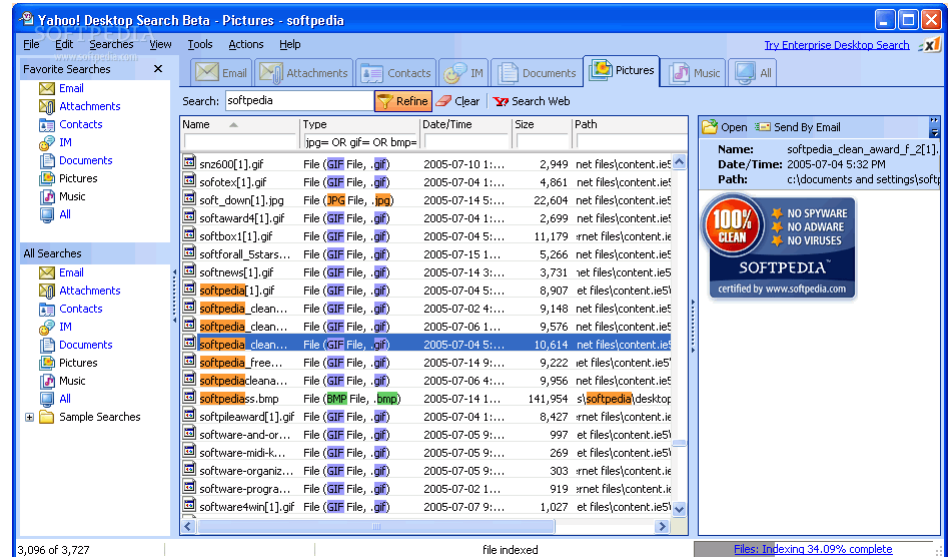 Yahoo! Desktop Search Beta - Pictures - softpedia
SOFTPEDIA
www.softpedia.com
File Edit Searches View Tools Actions Help Try Enterprise Desktop Search x1
Favorite Searches
Email
Attachments
Contacts
IM
Documents
Pictures
Music
All
All Searches
Email
Attachments
Contacts
IM
Documents
Pictures
Music
All
Sample Searches
Email Attachments Contacts IM Documents Pictures Music All
Search: softpedia Refine Clear Search Web
Name Type Date/Time Size Path
jpg= OR gif= OR bmp=
snz600[1].gif File (GIF File, .gif) 2005-07-10 1:... 2,949 net files\content.ie5
sofotex[1].gif File (GIF File, .gif) 2005-07-04 1:... 4,861 net files\content.ie5
soft_down[1].jpg File (JPG File, .jpg) 2005-07-14 5:... 22,604 net files\content.ie5
softaward4[1].gif File (GIF File, .gif) 2005-07-04 1:... 2,699 net files\content.ie5
softbox1[1].gif File (GIF File, .gif) 2005-07-04 5:... 11,179 rnet files\content.ie
softforall_5stars... File (GIF File, .gif) 2005-07-15 1... 5,266 net files\content.ie5
softnews[1].gif File (GIF File, .gif) 2005-07-14 3:... 3,731 net files\content.ie5
softpedia[1].gif File (GIF File, .gif) 2005-07-04 5:... 8,907 et files\content.ie5\
softpedia_clean... File (GIF File, .gif) 2005-07-02 4:... 9,148 net files\content.ie5
softpedia_clean... File (GIF File, .gif) 2005-07-06 1... 9,576 net files\content.ie5
softpedia_clean... File (GIF File, .gif) 2005-07-04 5:... 10,614 net files\content.ie5
softpedia_free... File (GIF File, .gif) 2005-07-14 9:... 9,222 net files\content.ie5
softpediacleana... File (GIF File, .gif) 2005-07-06 4:... 9,956 net files\content.ie5
softpediass.bmp File (BMP File, .bmp) 2005-07-14 1... 141,954 s\softpedia\desktop
softpileaward[1].gif File (GIF File, .gif) 2005-07-04 1:... 8,427 rnet files\content.ie
software-and-or... File (GIF File, .gif) 2005-07-05 9:... 997 et files\content.ie5\
software-midi-k... File (GIF File, .gif) 2005-07-05 9:... 269 et files\content.ie5\
software-organiz... File (GIF File, .gif) 2005-07-05 9:... 303 ernet files\content.ie
software-progra... File (GIF File, .gif) 2005-07-02 1... 919 ernet files\content.ie
software4win[1].gif File (GIF File, .gif) 2005-07-07 9:... 1,027 et files\content.ie5\
Open Send By Email
Name: softpedia_clean_award_f_2[1].
Date/Time: 2005-07-04 5:32 PM
Path: c:\documents and settings\softp
100% CLEAN
NO SPYWARE
NO ADWARE
NO VIRUSES
SOFTPEDIA
certified by www.softpedia.com
3,096 of 3,727 file indexed Files: Indexing 34.09% complete